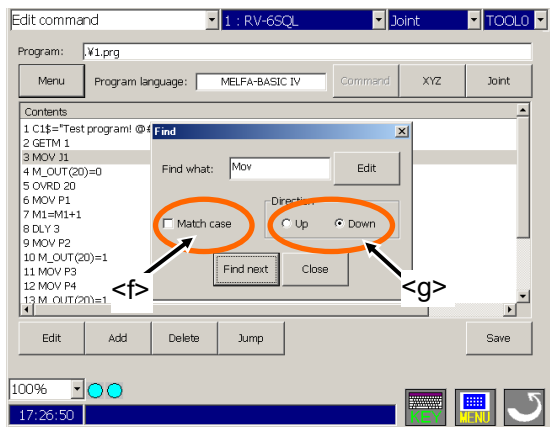 Edit command 1 : RV-6SQL Joint TOOL0
Program: .¥1.prg
Menu Program language: MELFA-BASIC IV Command XYZ Joint
Contents
1 C1$="Test program! @#
2 GETM 1
3 MOV J1
4 M_OUT(20)=0
5 OVRD 20
6 MOV P1
7 M1=M1+1
8 DLY 3
9 MOV P2
10 M_OUT(20)=1
11 MOV P3
12 MOV P4
13 M_OUT(20)=1
Find
Find what: Mov Edit
Direction
Match case Up Down
Find next Close
<f>
<g>
Edit Add Delete Jump Save
100%
17:26:50
KEY MENU